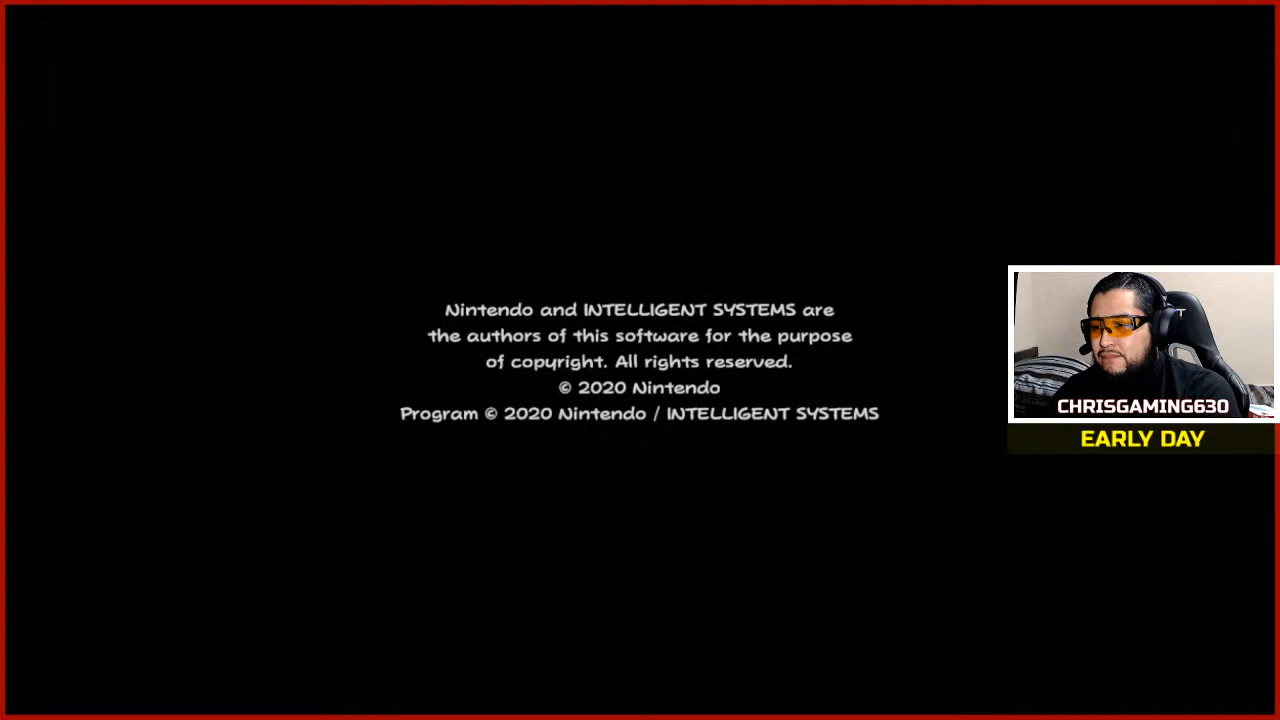 Nintendo and INTELLIGENT SYSTEMS are
the authors of this software for the purpose
of copyright. All rights reserved.
© 2020 Nintendo
Program © 2020 Nintendo / INTELLIGENT SYSTEMS
CHRISGAMING630
EARLY DAY